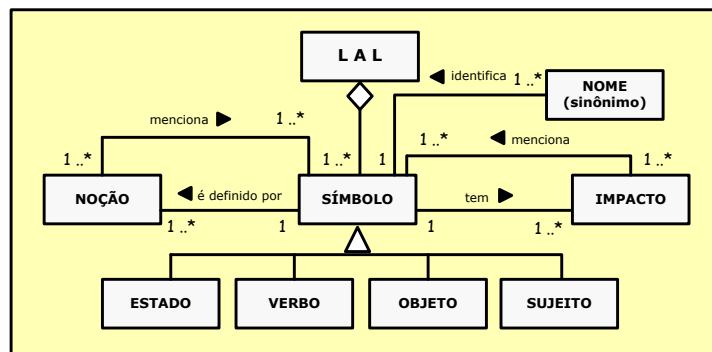 L A L
identifica
1 ..*
NOME
(sinônimo)
menciona
1 ..*
1 ..*
menciona
1 ..*
1 ..*
1
1 ..*
NOÇÃO
é definido por
SÍMBOLO
tem
IMPACTO
1 ..*
1
1
1 ..*
ESTADO
VERBO
OBJETO
SUJEITO